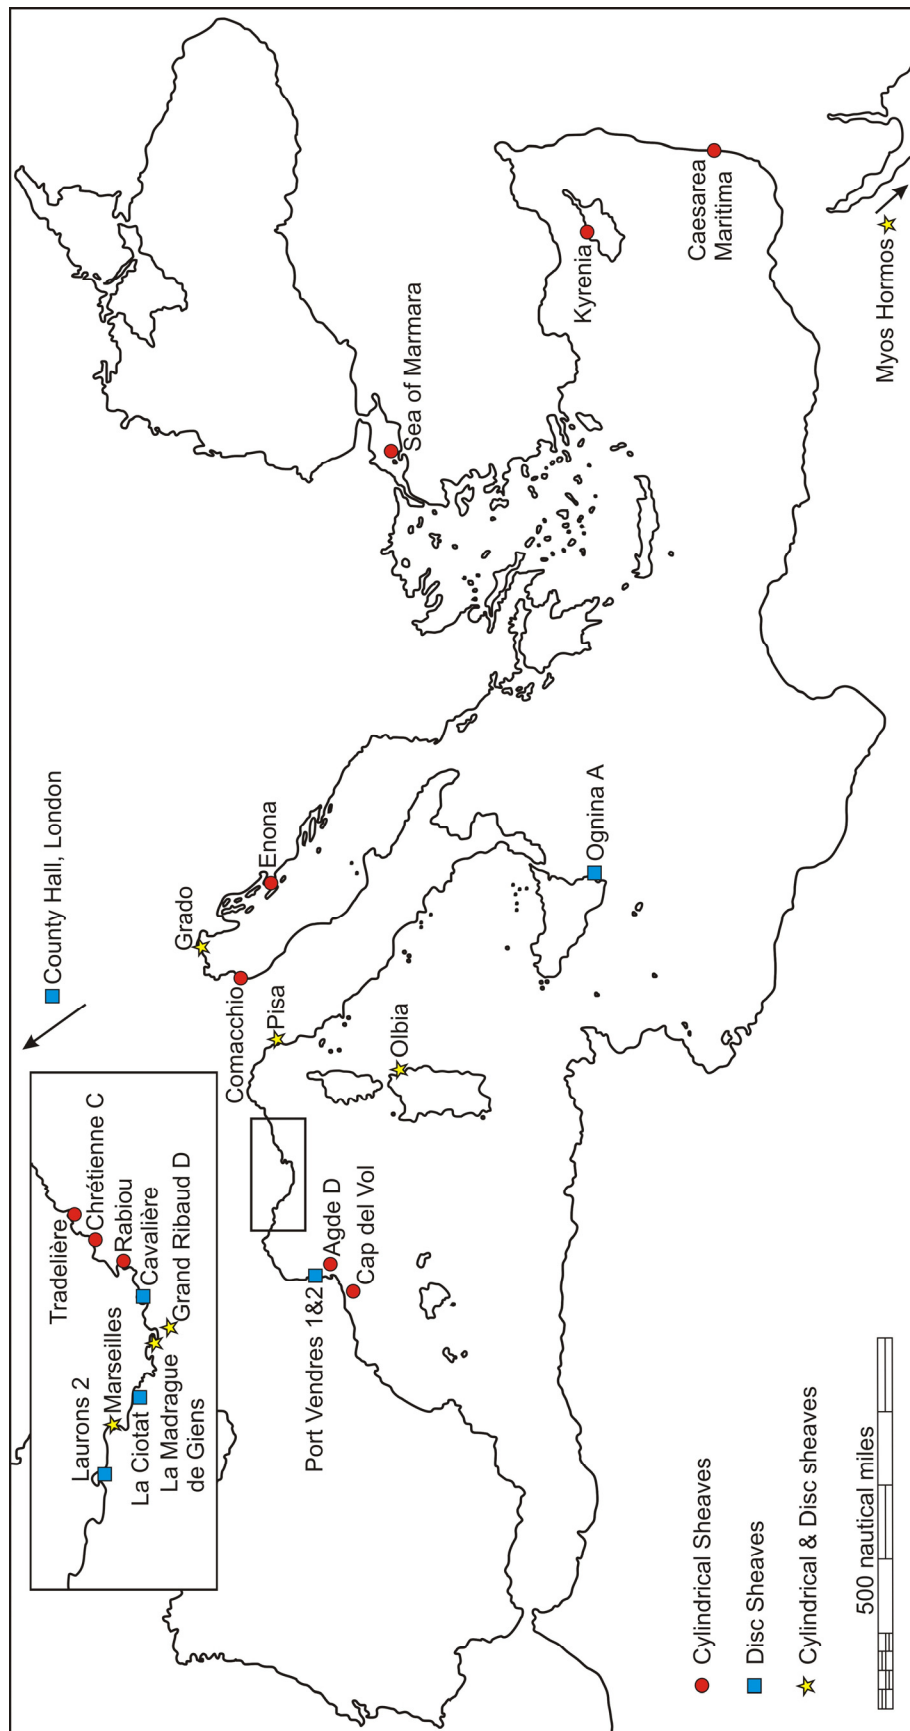 County Hall, London
Tradelière
Chrétienne C
Rabiou
Cavalière
Grand Ribaud D
Laurons 2
Marseilles
La Ciotat
La Madrague
de Giens
Grado
Enona
Comacchio
Pisa
Olbia
Port Vendres 1&2
Agde D
Cap del Vol
Ognina A
Sea of Marmara
Kyrenia
Caesarea
Maritima
Myos Hormos
Cylindrical Sheaves
Disc Sheaves
Cylindrical & Disc sheaves
500 nautical miles